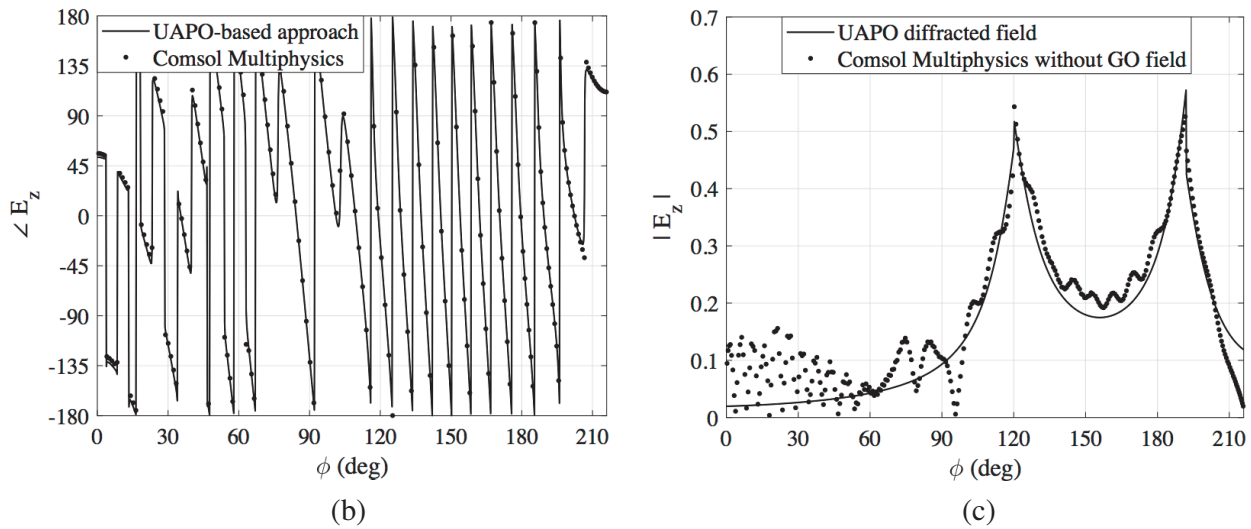 180
135
90
45
0
-45
-90
-135
-180
∠ E_z
UAPO-based approach
Comsol Multiphysics
0 30 60 90 120 150 180 210
ϕ (deg)
(b)
0.7
0.6
0.5
0.4
0.3
0.2
0.1
0
| E_z |
UAPO diffracted field
Comsol Multiphysics without GO field
0 30 60 90 120 150 180 210
ϕ (deg)
(c)